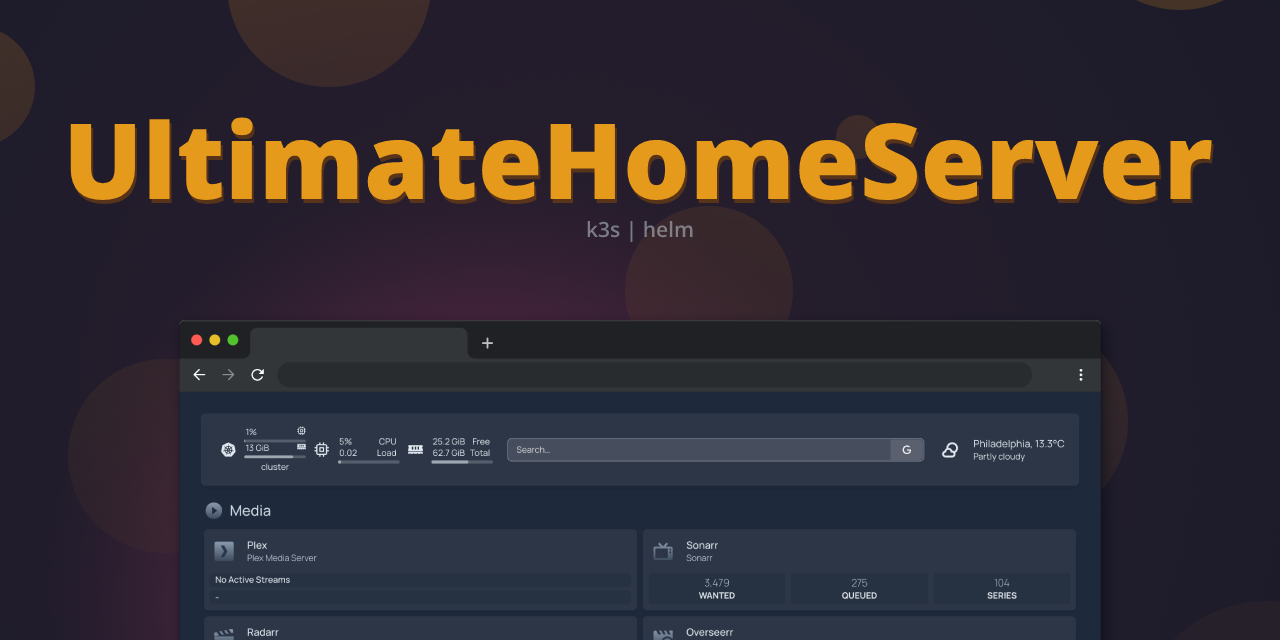 UltimateHomeServer
k3s | helm
1%
13 GiB
cluster
5% CPU
0.02 Load
25.2 GiB Free
62.7 GiB Total
Search...
G
Philadelphia, 13.3°C
Partly cloudy
Media
Plex
Plex Media Server
No Active Streams
-
Sonarr
Sonarr
3,479 275 104
WANTED QUEUED SERIES
Radarr
Overseerr